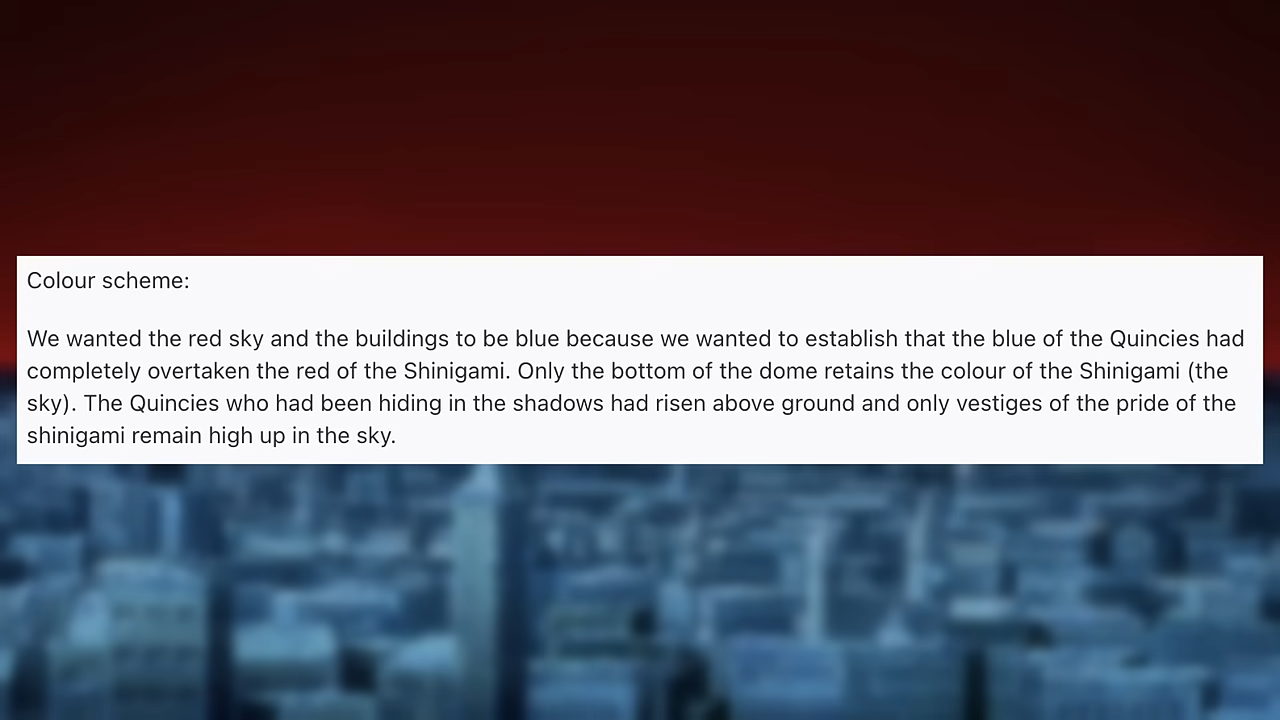 Colour scheme:
We wanted the red sky and the buildings to be blue because we wanted to establish that the blue of the Quincies had
completely overtaken the red of the Shinigami. Only the bottom of the dome retains the colour of the Shinigami (the
sky). The Quincies who had been hiding in the shadows had risen above ground and only vestiges of the pride of the
shinigami remain high up in the sky.